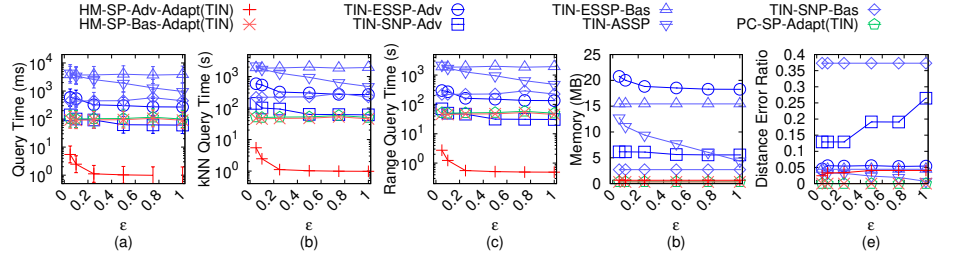 HM-SP-Adv-Adapt(TIN) TIN-ESSP-Adv TIN-ESSP-Bas TIN-SNP-Bas
HM-SP-Bas-Adapt(TIN) TIN-SNP-Adv TIN-ASSP PC-SP-Adapt(TIN)
Query Time (ms)
10^4
10^3
10^2
10^1
10^0
0 0.2 0.4 0.6 0.8 1
ε
(a)
kNN Query Time (s)
10^3
10^2
10^1
10^0
0 0.2 0.4 0.6 0.8 1
ε
(b)
Range Query Time (s)
10^3
10^2
10^1
10^0
0 0.2 0.4 0.6 0.8 1
ε
(c)
Memory (MB)
25
20
15
10
5
0
0 0.2 0.4 0.6 0.8 1
ε
(b)
Distance Error Ratio
0.4
0.35
0.3
0.25
0.2
0.15
0.1
0.05
0
0 0.2 0.4 0.6 0.8 1
ε
(e)